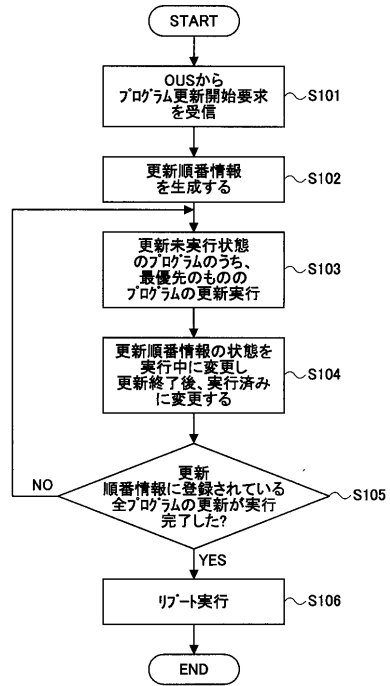 START
OUSから
ﾌﾟﾛｸﾞﾗﾑ更新開始要求
を受信
S101
更新順番情報
を生成する
S102
更新未実行状態
のﾌﾟﾛｸﾞﾗﾑのうち、
最優先のものの
ﾌﾟﾛｸﾞﾗﾑの更新実行
S103
更新順番情報の状態を
実行中に変更し
更新終了後、実行済み
に変更する
S104
更新
順番情報に登録されている
全ﾌﾟﾛｸﾞﾗﾑの更新が実行
完了した?
S105
NO
YES
ﾘﾌﾞｰﾄ実行
S106
END